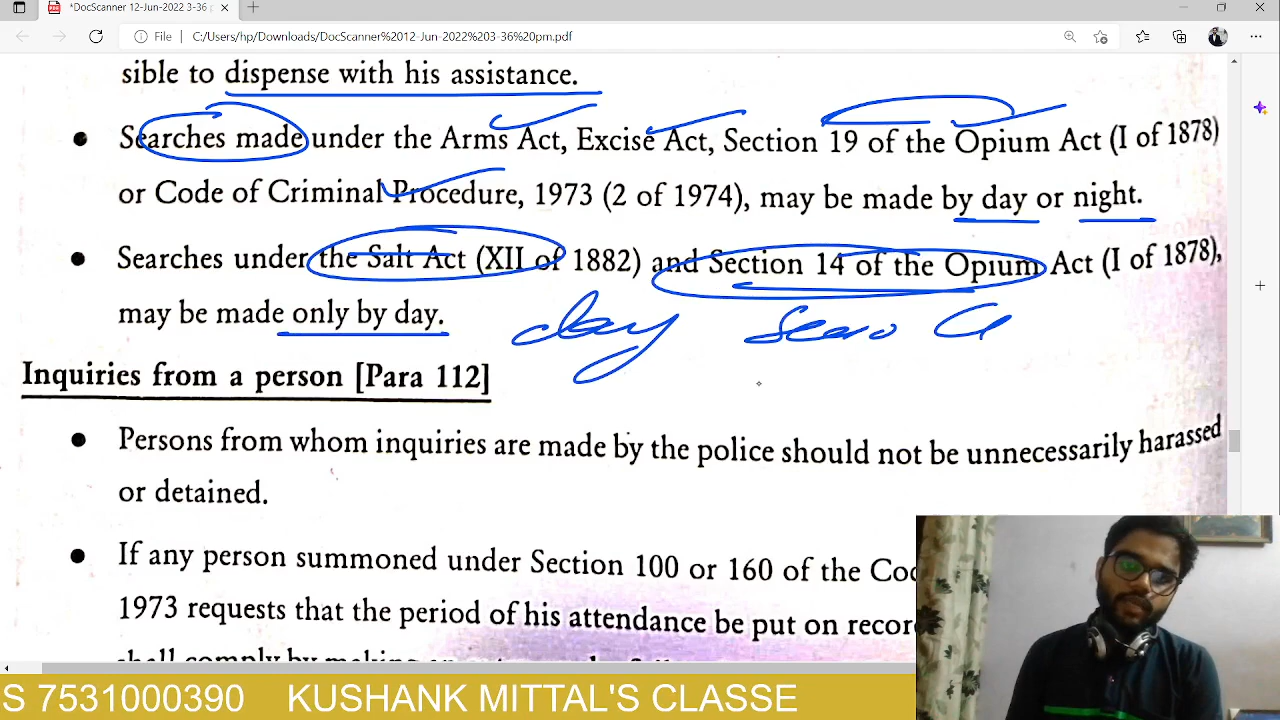 *DocScanner 12-Jun-2022 3-36 p
File | C:/Users/hp/Downloads/DocScanner%2012-Jun-2022%203-36%20pm.pdf
sible to dispense with his assistance.
• Searches made under the Arms Act, Excise Act, Section 19 of the Opium Act (I of 1878)
or Code of Criminal Procedure, 1973 (2 of 1974), may be made by day or night.
• Searches under the Salt Act (XII of 1882) and Section 14 of the Opium Act (I of 1878),
may be made only by day.
day
Inquiries from a person [Para 112]
• Persons from whom inquiries are made by the police should not be unnecessarily harassed
or detained.
• If any person summoned under Section 100 or 160 of the Co
1973 requests that the period of his attendance be put on recor
S 7531000390 KUSHANK MITTAL'S CLASSE